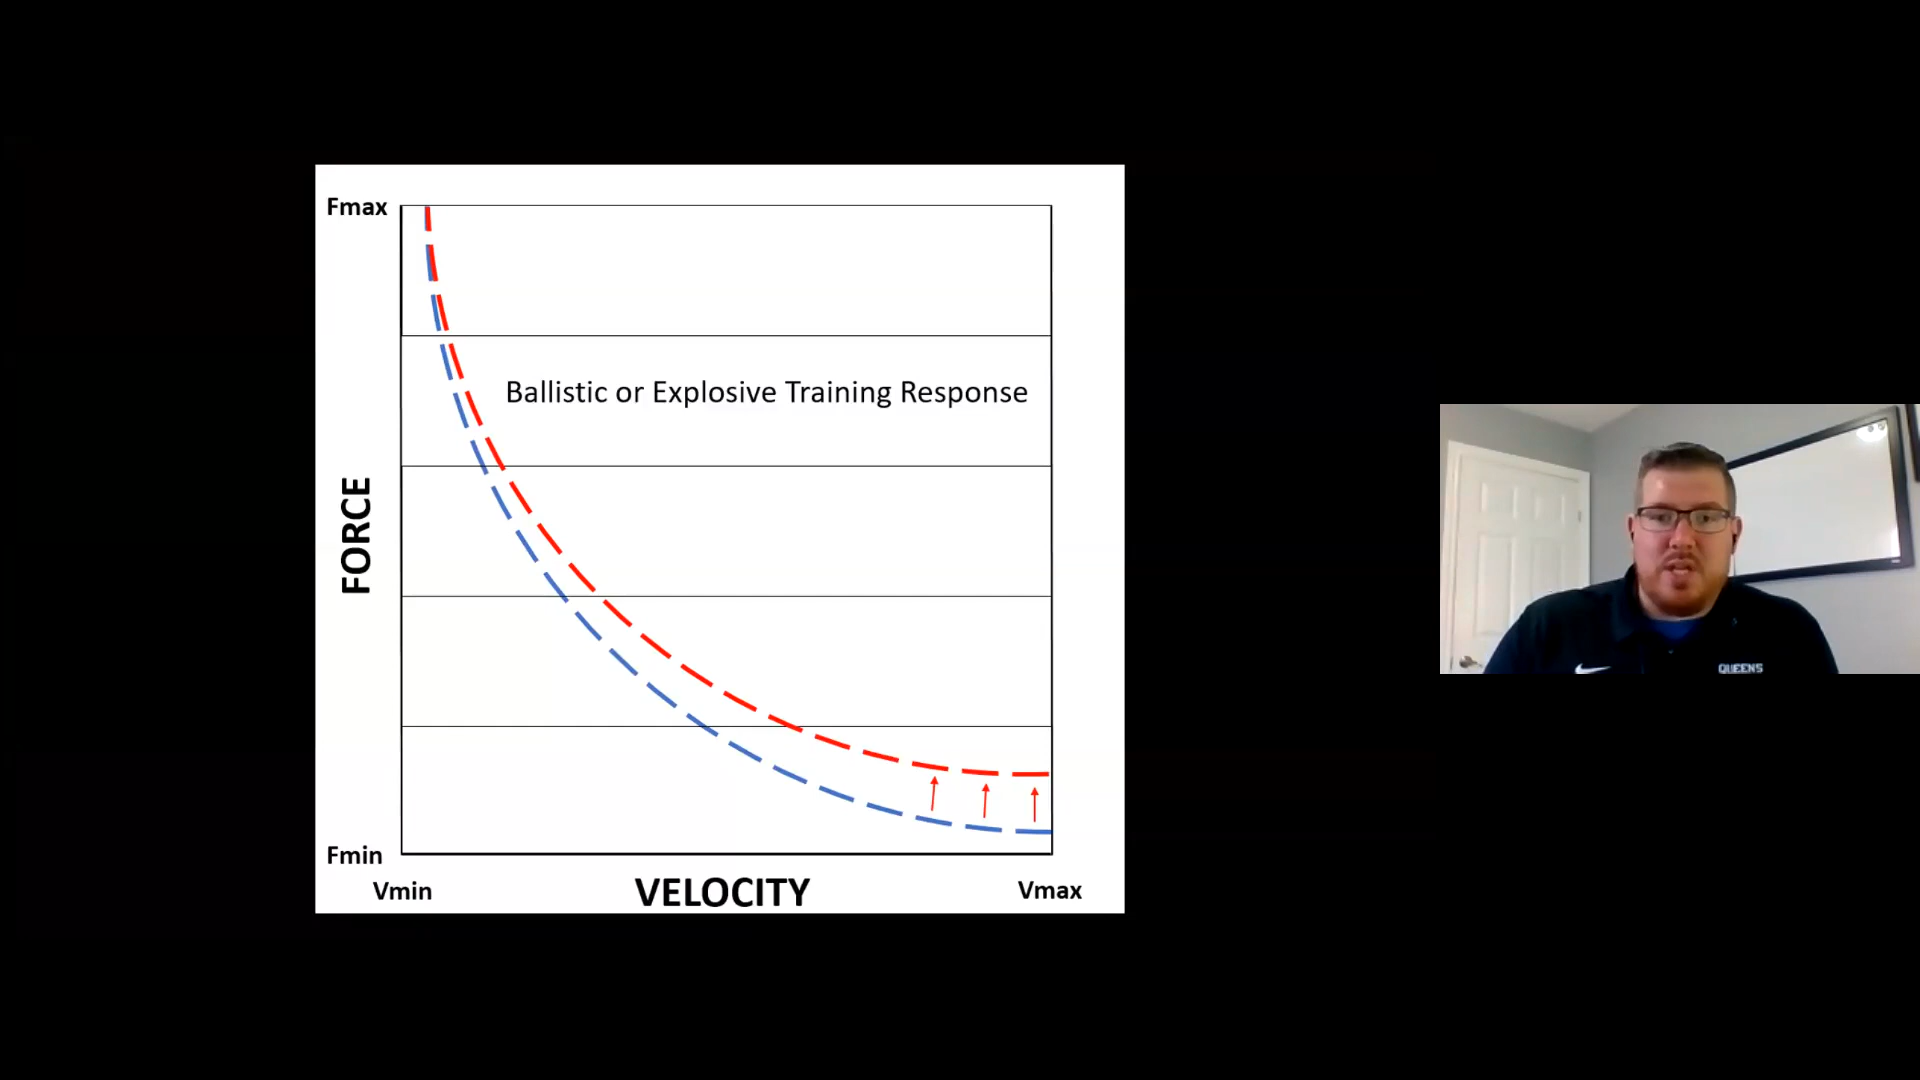 Fmax
Ballistic or Explosive Training Response
FORCE
Fmin
Vmin
VELOCITY
Vmax
QUEENS